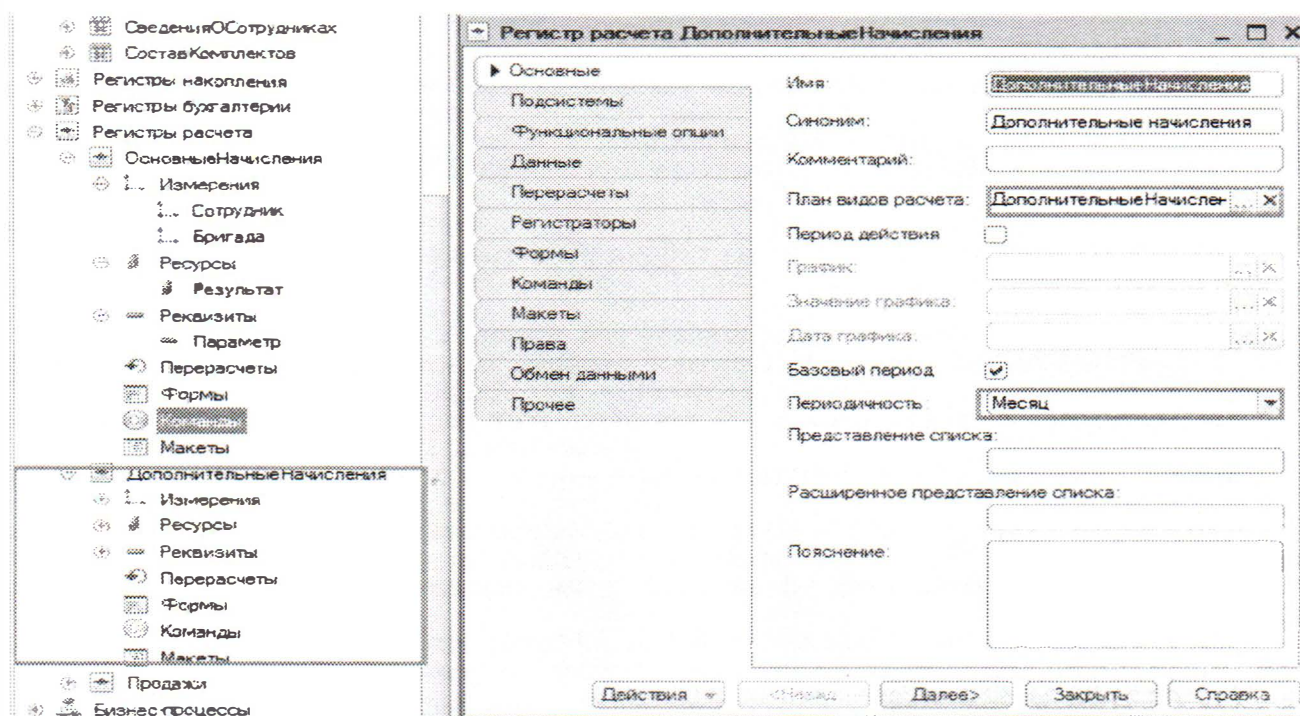 СведенияОСотрудниках
СоставКомплектов
Регистры накопления
Регистры бухгалтерии
Регистры расчета
ОсновныеНачисления
Измерения
Сотрудник
Бригада
Ресурсы
Результат
Реквизиты
Параметр
Перерасчеты
Формы
Команды
Макеты
ДополнительныеНачисления
Измерения
Ресурсы
Реквизиты
Перерасчеты
Формы
Команды
Макеты
Продажи
Бизнес-процессы
Регистр расчета ДополнительныеНачисления
Основные
Подсистемы
Функциональные опции
Данные
Перерасчеты
Регистраторы
Формы
Команды
Макеты
Права
Обмен данными
Прочее
Имя: ДополнительныеНачисления
Синоним: Дополнительные начисления
Комментарий:
План видов расчета: ДополнительныеНачислен ...
Период действия
График: ...
Значение графика: ...
Дата графика: ...
Базовый период
Периодичность Месяц
Представление списка:
Расширенное представление списка:
Пояснение:
Действия <Назад Далее> Закрыть Справка